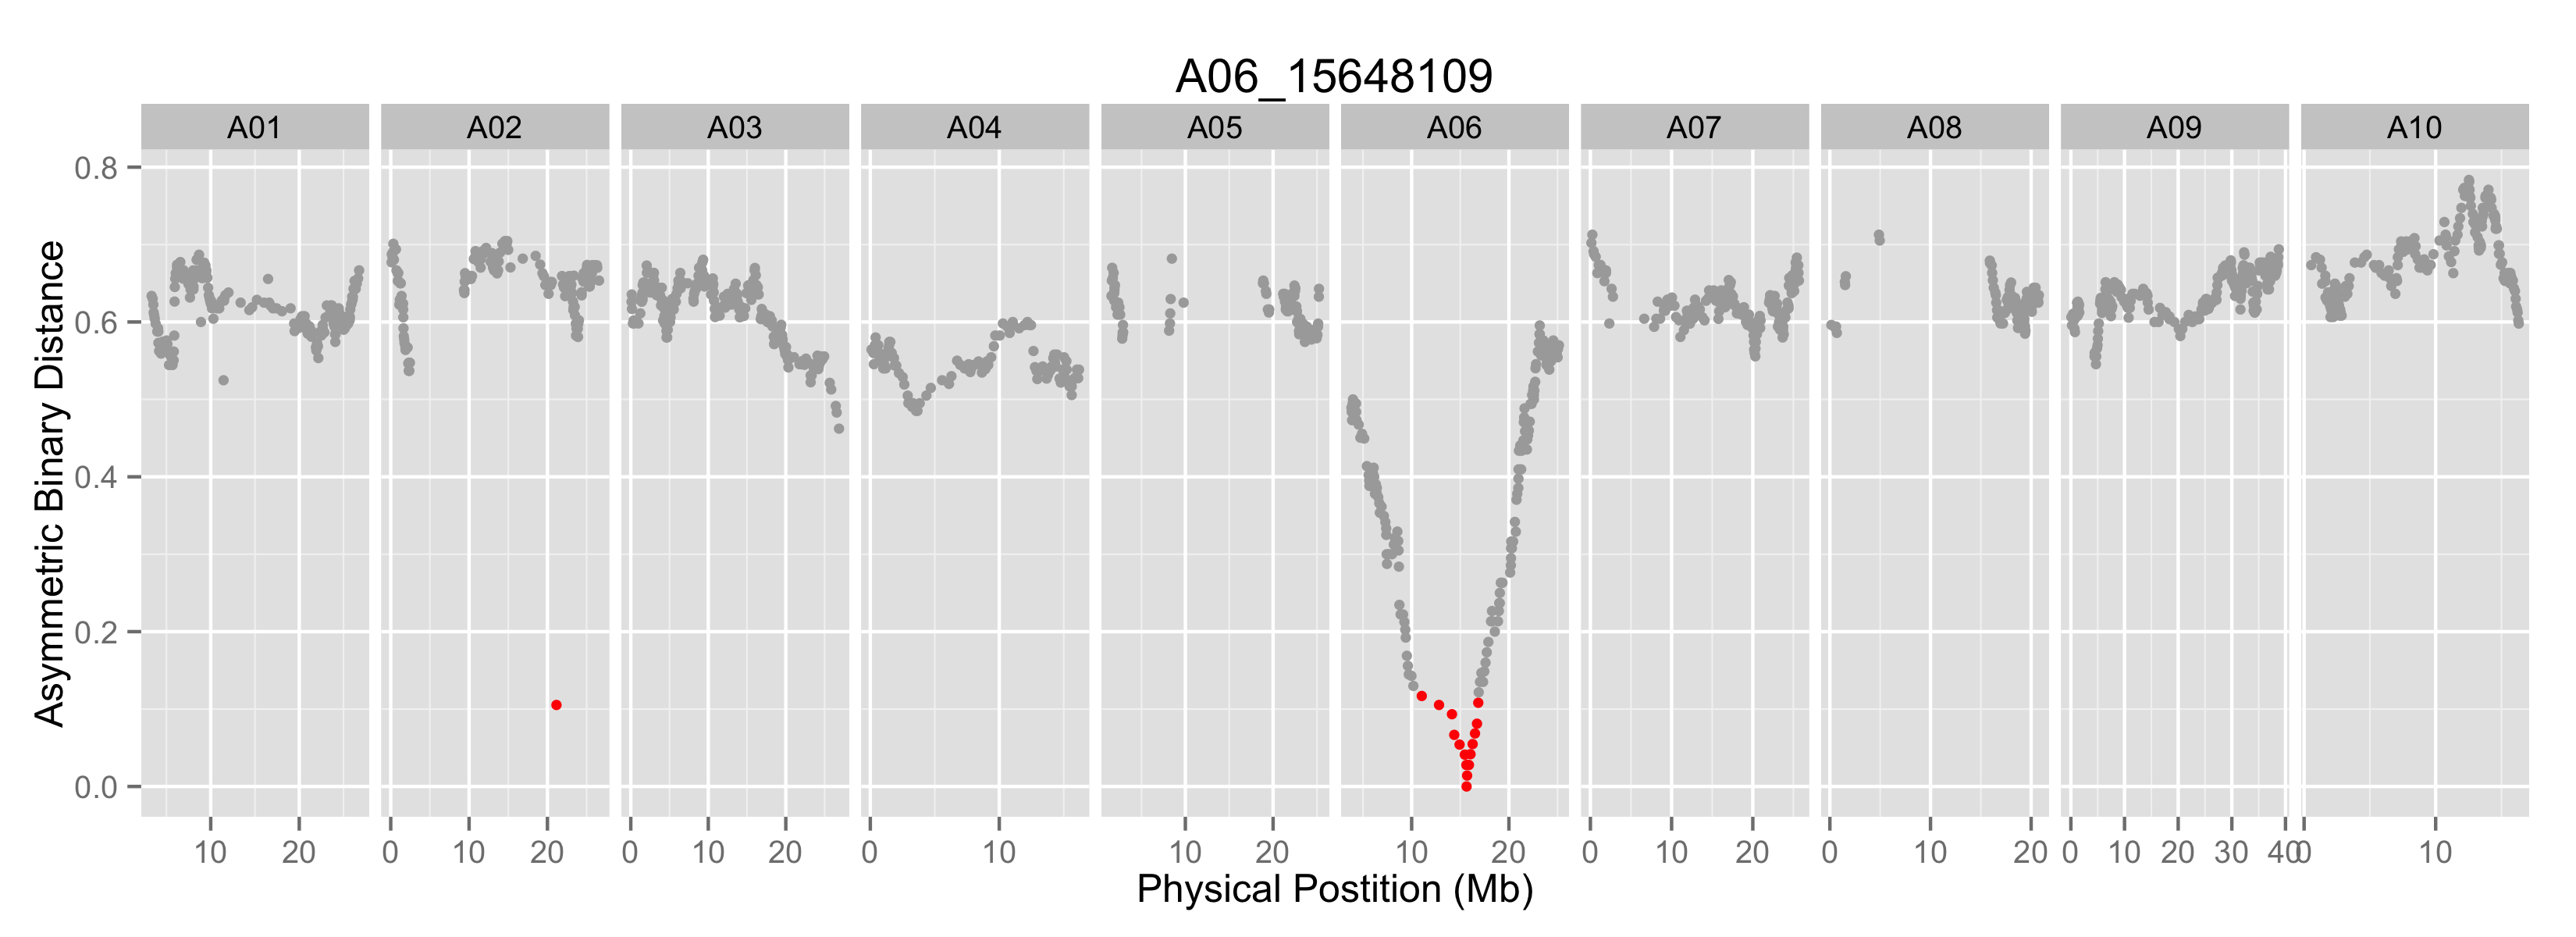 A06_15648109
A01 A02 A03 A04 A05 A06 A07 A08 A09 A10
Asymmetric Binary Distance
0.8
0.6
0.4
0.2
0.0
10 20 0 10 20 0 10 20 0 10 10 20 10 20 0 10 20 0 10 20 0 10 20 30 40 0 10
Physical Postition (Mb)